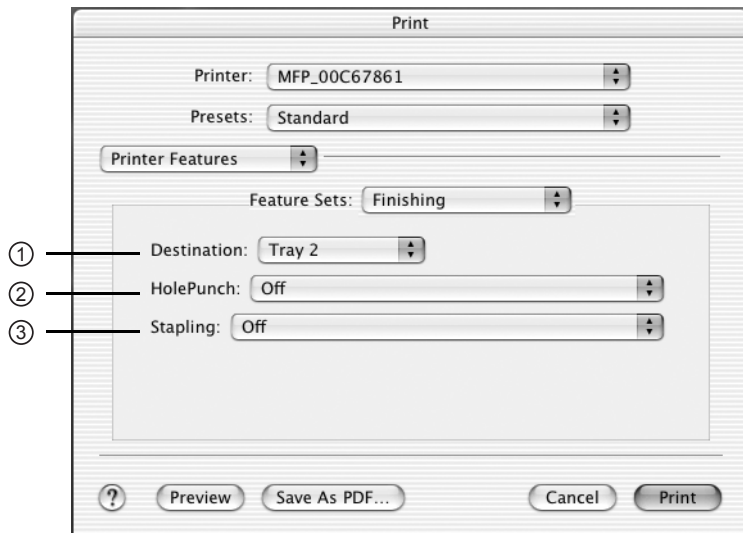 Print
Printer: MFP_00C67861
Presets: Standard
Printer Features
Feature Sets: Finishing
① Destination: Tray 2
② HolePunch: Off
③ Stapling: Off
? Preview Save As PDF... Cancel Print